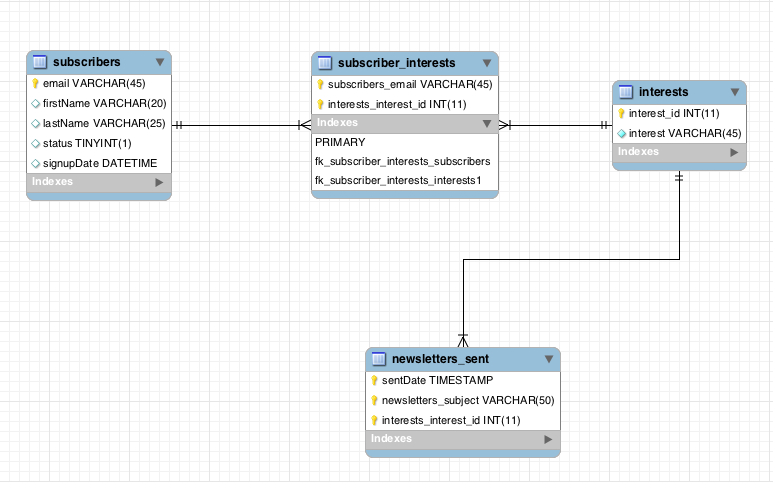 subscribers
email VARCHAR(45)
firstName VARCHAR(20)
lastName VARCHAR(25)
status TINYINT(1)
signupDate DATETIME
Indexes
subscriber_interests
subscribers_email VARCHAR(45)
interests_interest_id INT(11)
Indexes
PRIMARY
fk_subscriber_interests_subscribers
fk_subscriber_interests_interests1
interests
interest_id INT(11)
interest VARCHAR(45)
Indexes
newsletters_sent
sentDate TIMESTAMP
newsletters_subject VARCHAR(50)
interests_interest_id INT(11)
Indexes